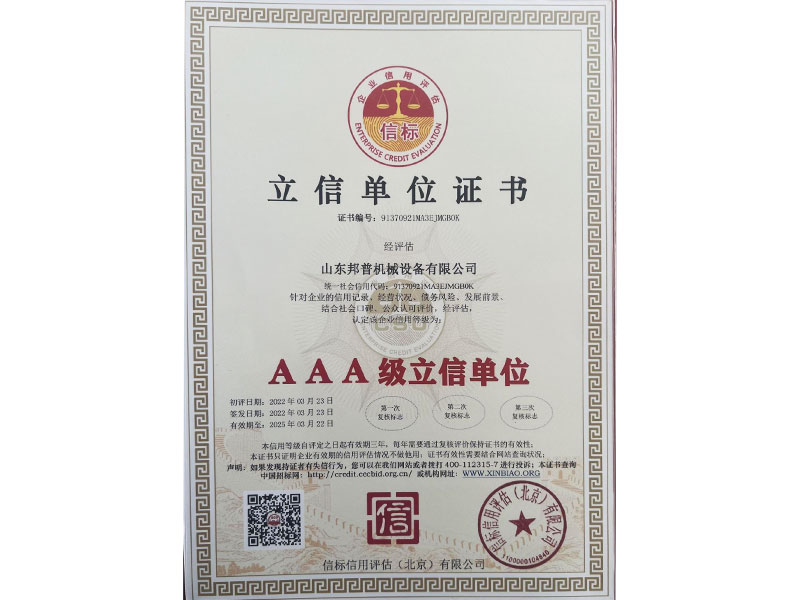 企业信用评估
信标
ENTERPRISE CREDIT EVALUATION
立信单位证书
证书编号：91370921MA3EJMGB0K
经评估
山东邦普机械设备有限公司
统一社会信用代码：91370921MA3EJMGB0K
针对企业的信用记录、经营状况、债务风险、发展前景、
结合社会口碑、公众认可评价，经评估，
认定该企业信用等级为：
AAA级立信单位
初评日期：2022年03月23日
签发日期：2022年03月23日
有效期至：2025年03月22日
第一次
复核标志
第二次
复核标志
第三次
复核标志
本信用等级自评定之日起有效期三年，每年需要通过复核评价保持证书的有效性；
本证书只证明企业有效期的信用评估情况不做他用；证书有效性需要结合网站查询状况；
声明：如果发现持证者有失信行为，您可以在我们网站或者拨打400-112315-7进行投诉；本证书查询
中国招标网：http://credit.cecbid.org.cn/ 或机构网址：WWW.XINBIAO.ORG
信
信标信用评估（北京）有限公司
1100000104848
信标信用评估（北京）有限公司